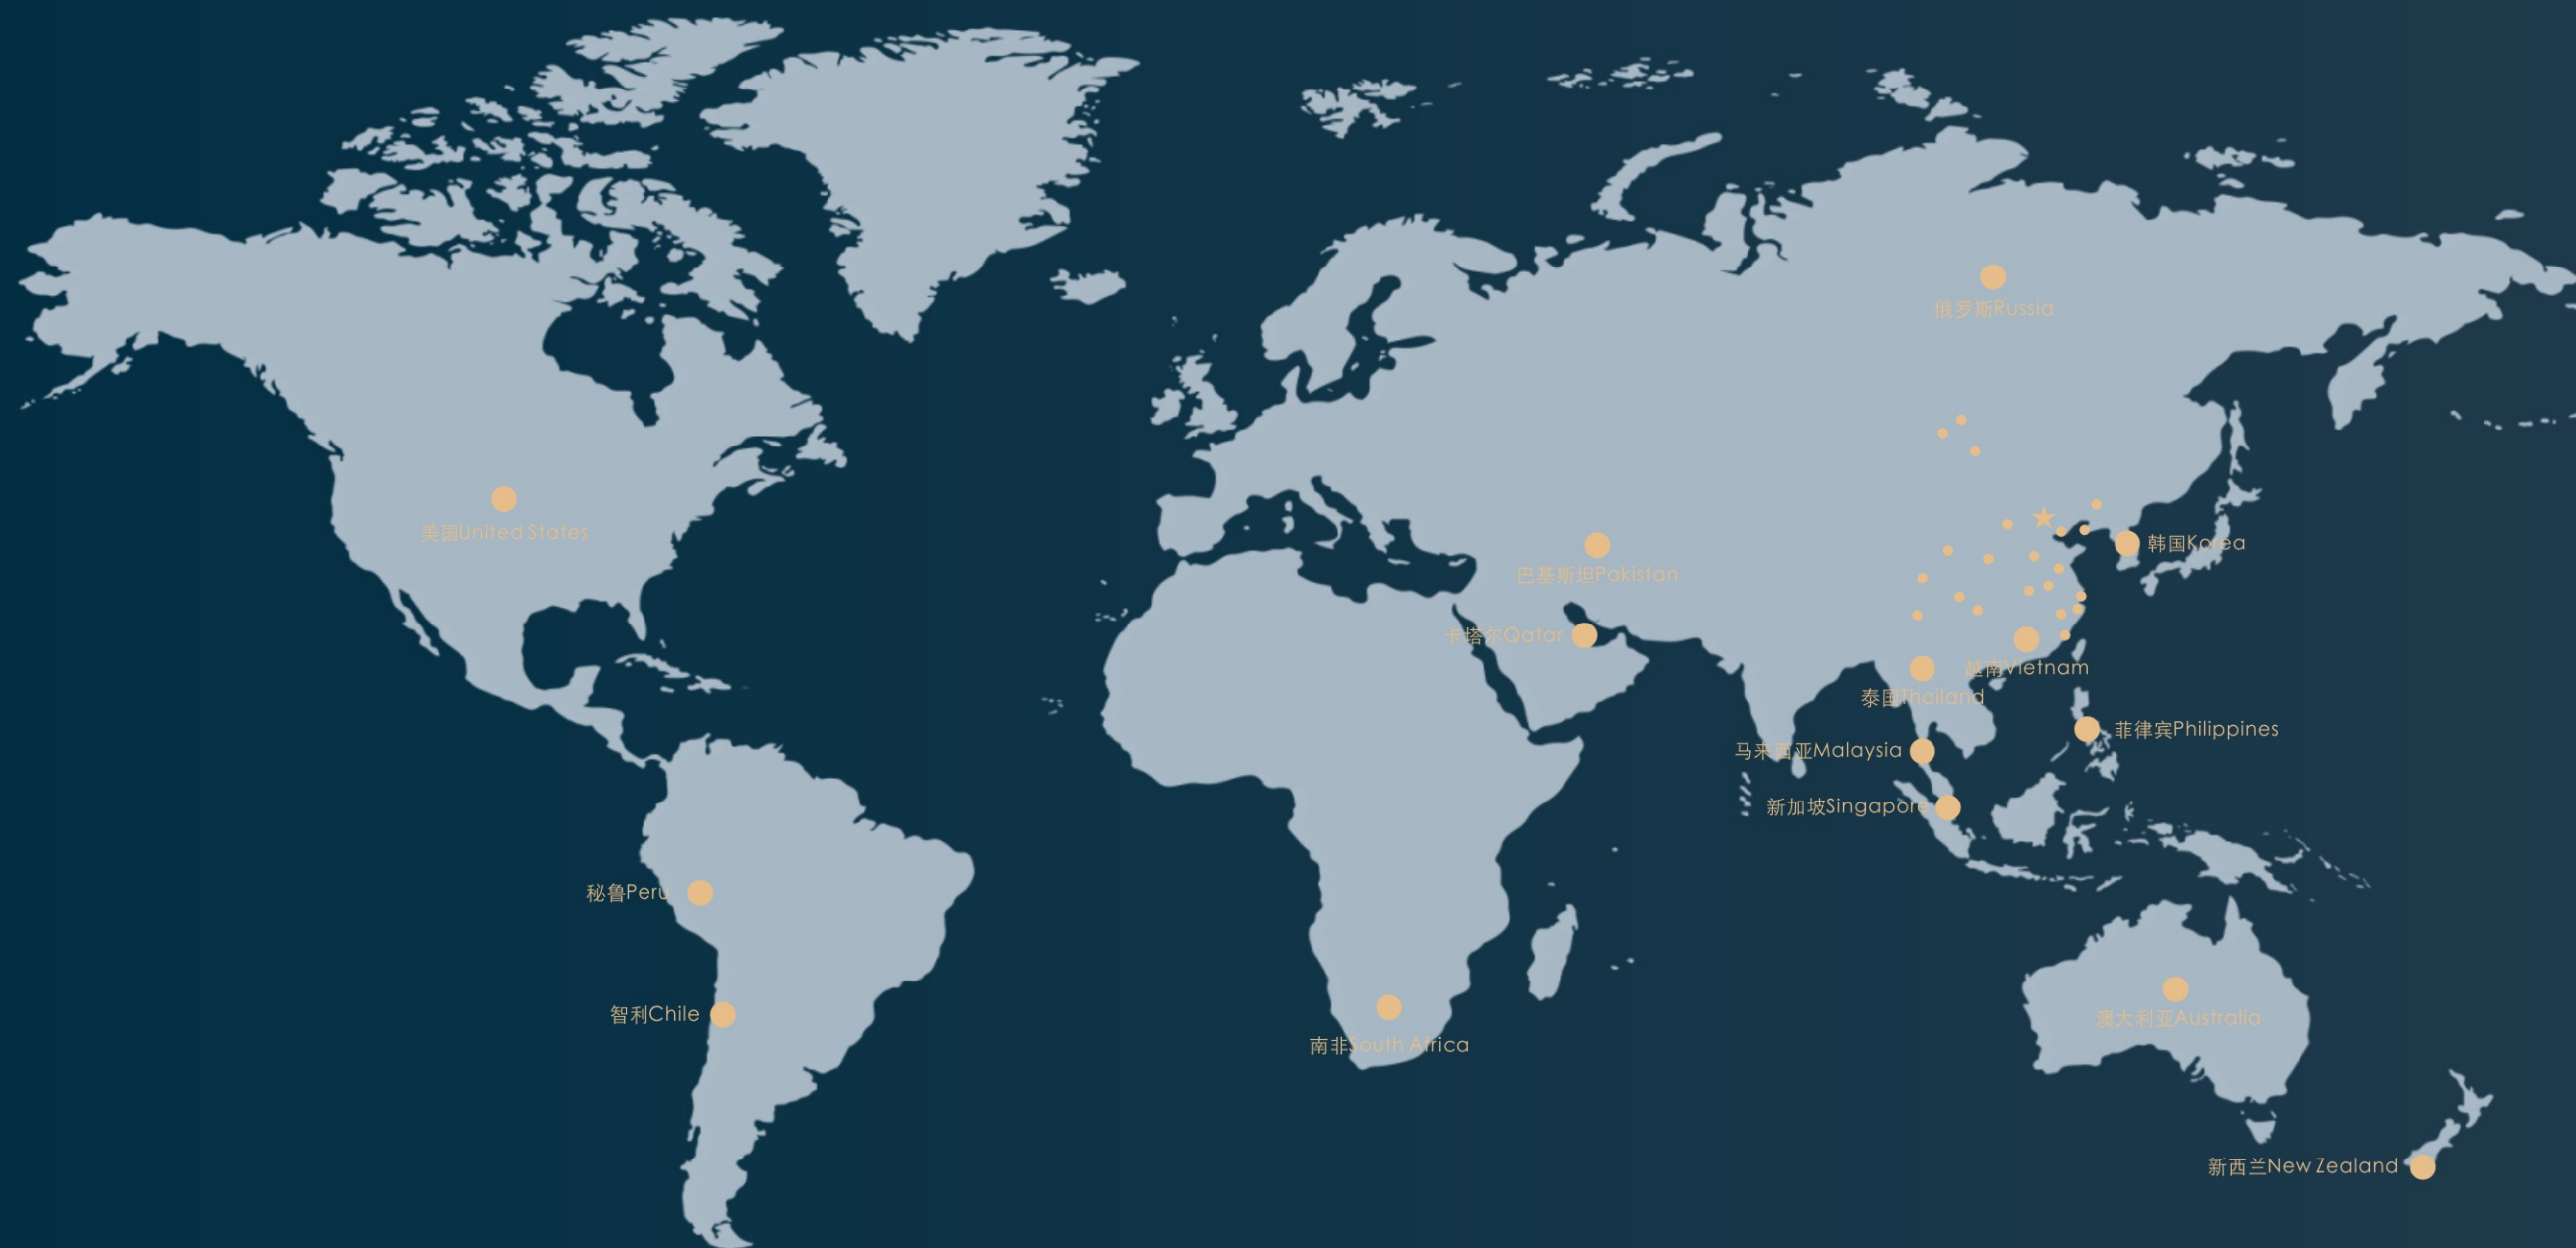 俄罗斯Russia
美国United States
韩国Korea
巴基斯坦Pakistan
卡塔尔Qatar
越南Vietnam
泰国Thailand
菲律宾Philippines
马来西亚Malaysia
新加坡Singapore
秘鲁Peru
智利Chile
澳大利亚Australia
南非South Africa
新西兰New Zealand